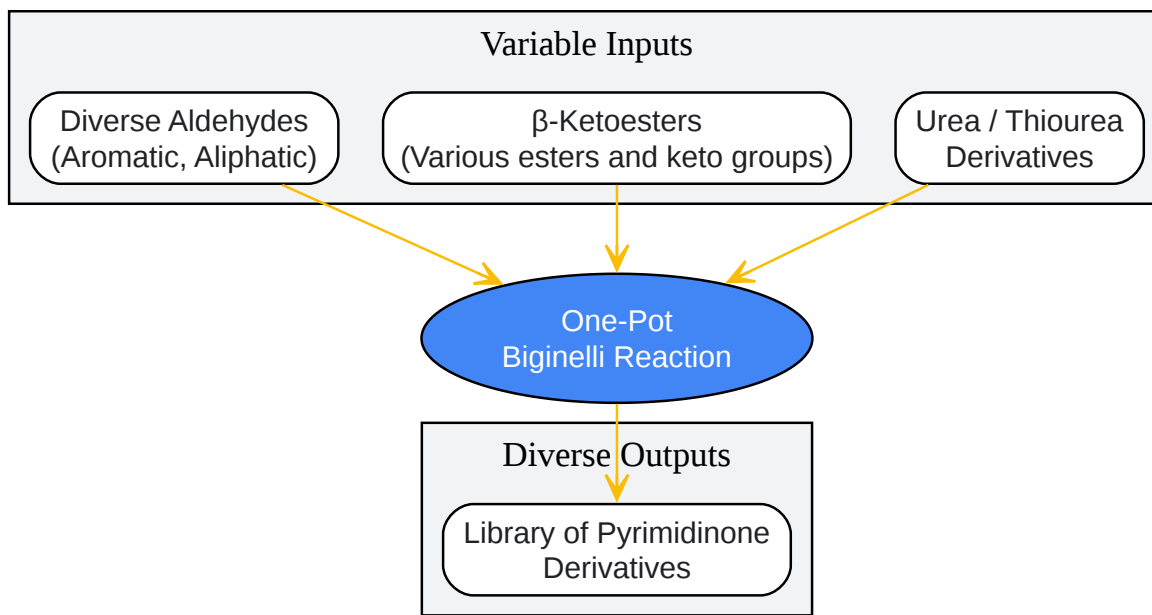 Variable Inputs
Diverse Aldehydes
(Aromatic, Aliphatic)
β-Ketoesters
(Various esters and keto groups)
Urea / Thiourea
Derivatives
One-Pot
Biginelli Reaction
Diverse Outputs
Library of Pyrimidinone
Derivatives